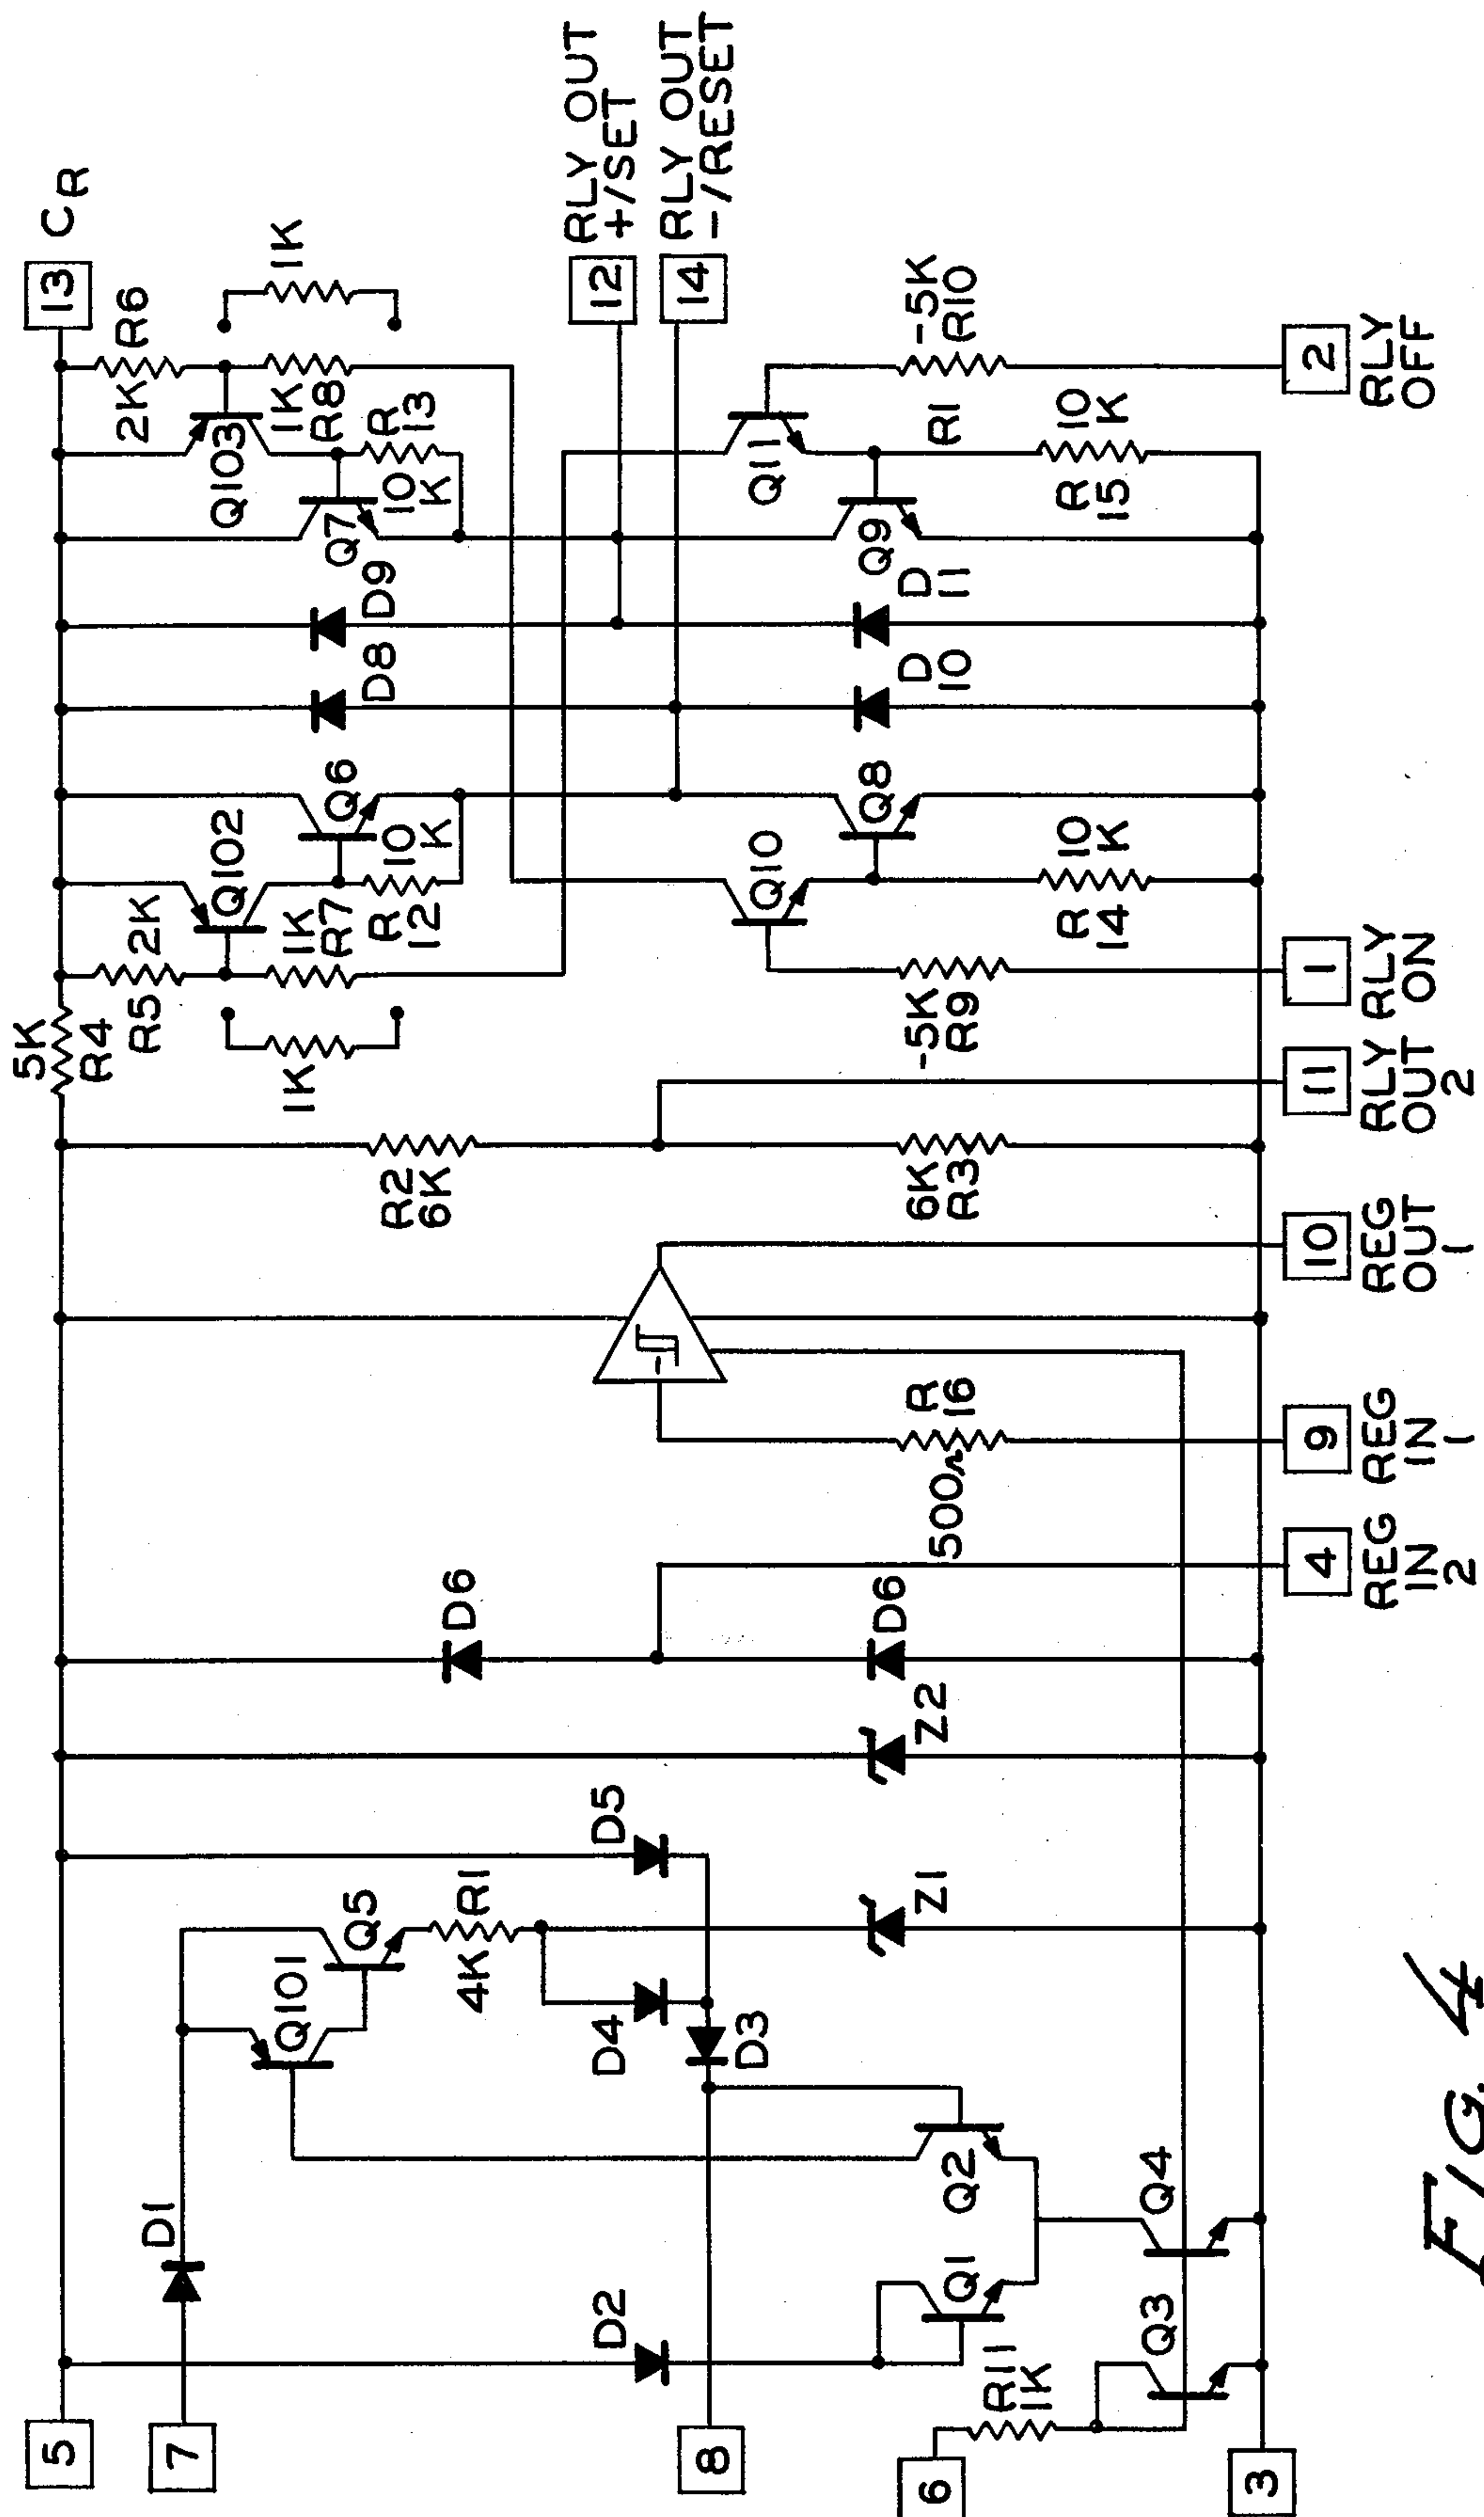 13
C R
R6
2K
1K
Q103
1K
R8
R
13
10
K
Q7
D9
D8
12
RLY OUT
+/SET
14
RLY OUT
-/RESET
-5K
R10
2
RLY
OFF
Q11
R1
10
K
R
15
Q9
D
11
D
10
Q6
Q102
10
K
2K
1K
R7
R
12
Q8
Q10
10
K
R
14
5K
R4
R5
1K
-5K
R9
1
RLY
ON
11
RLY
OUT
2
R2
6K
6K
R3
10
REG
OUT
1
R
16
500
9
REG
IN
1
4
REG
IN
2
D6
D6
Z2
D5
Z1
Q5
R1
4K
Q101
D4
D3
D1
Q2
Q4
D2
Q1
R11
1K
Q3
5
7
8
6
3
FIG. 4